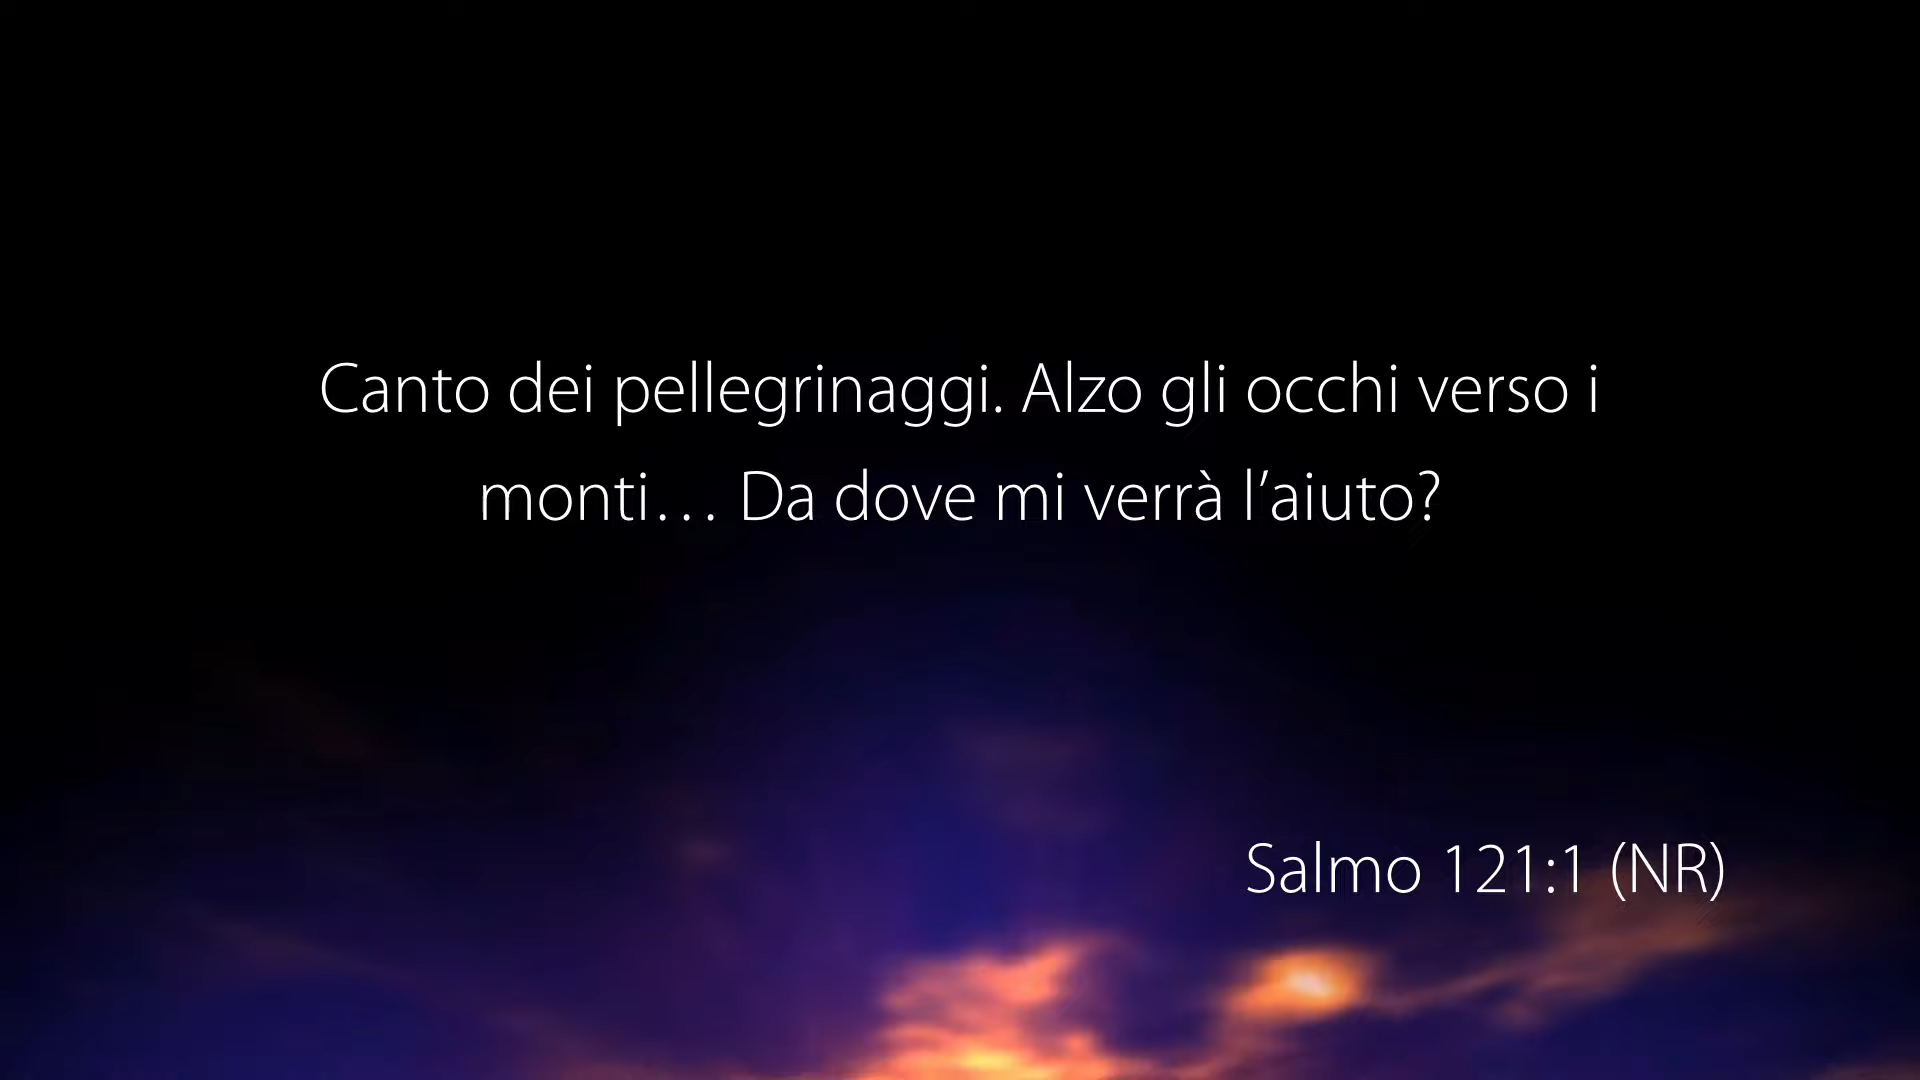 Canto dei pellegrinaggi. Alzo gli occhi verso i
monti… Da dove mi verrà l’aiuto?
Salmo 121:1 (NR)